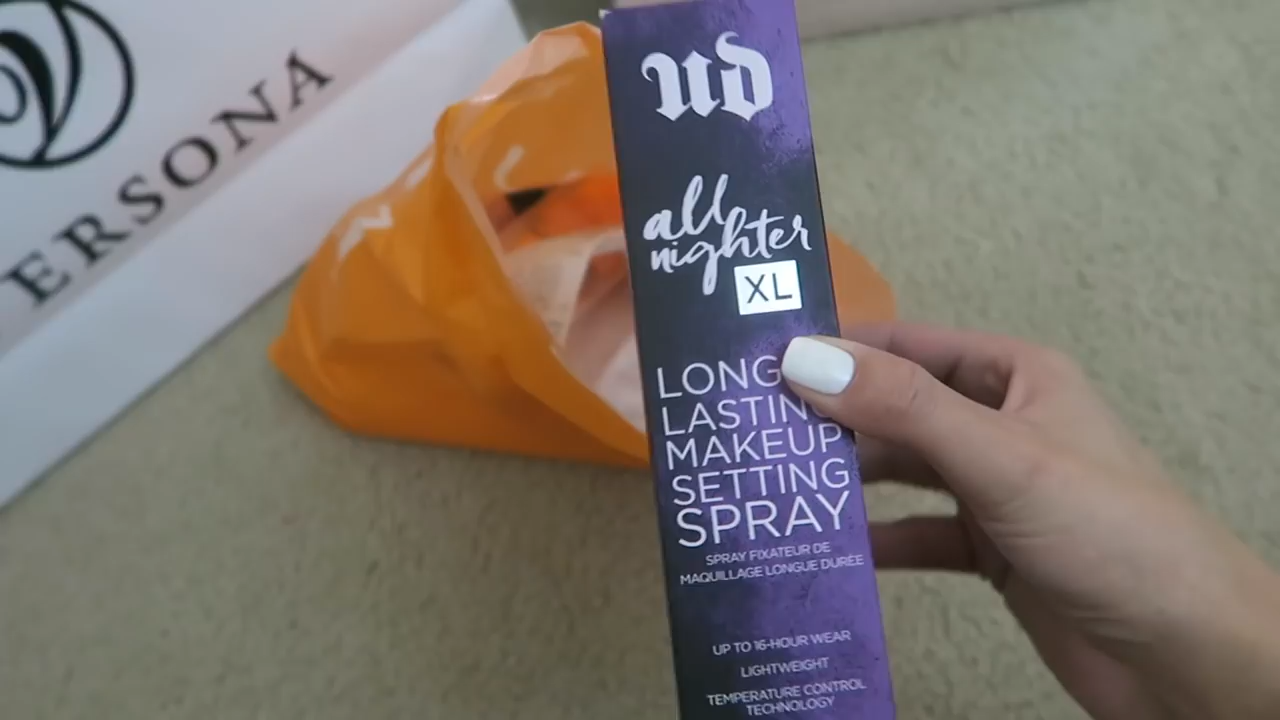 ERSONA
UD
all
nighter
XL
LONG
LASTING
MAKEUP
SETTING
SPRAY
SPRAY FIXATEUR DE
MAQUILLAGE LONGUE DURÉE
UP TO 16-HOUR WEAR
LIGHTWEIGHT
TEMPERATURE CONTROL
TECHNOLOGY